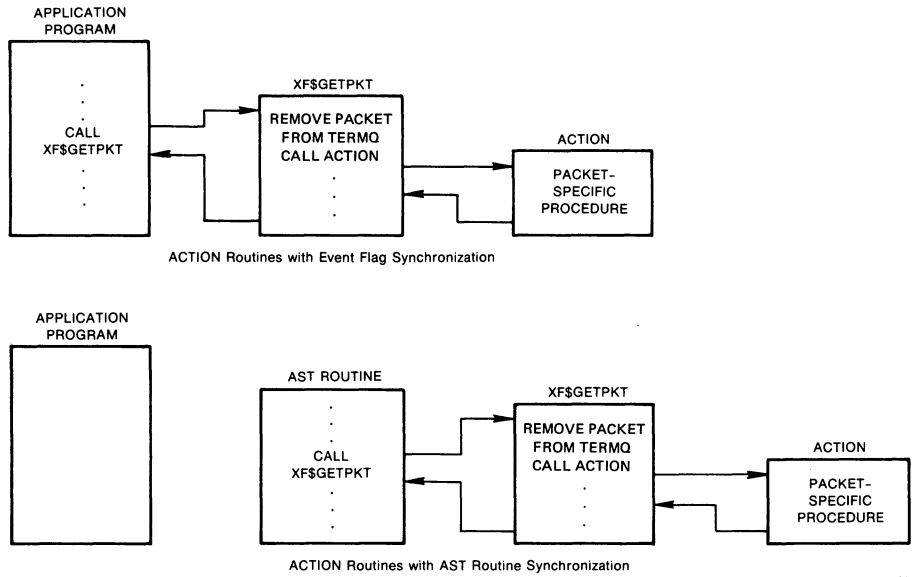 APPLICATION
PROGRAM
CALL
XF$GETPKT
XF$GETPKT
REMOVE PACKET
FROM TERMQ
CALL ACTION
ACTION
PACKET-
SPECIFIC
PROCEDURE
ACTION Routines with Event Flag Synchronization
APPLICATION
PROGRAM
AST ROUTINE
CALL
XF$GETPKT
XF$GETPKT
REMOVE PACKET
FROM TERMQ
CALL ACTION
ACTION
PACKET-
SPECIFIC
PROCEDURE
ACTION Routines with AST Routine Synchronization